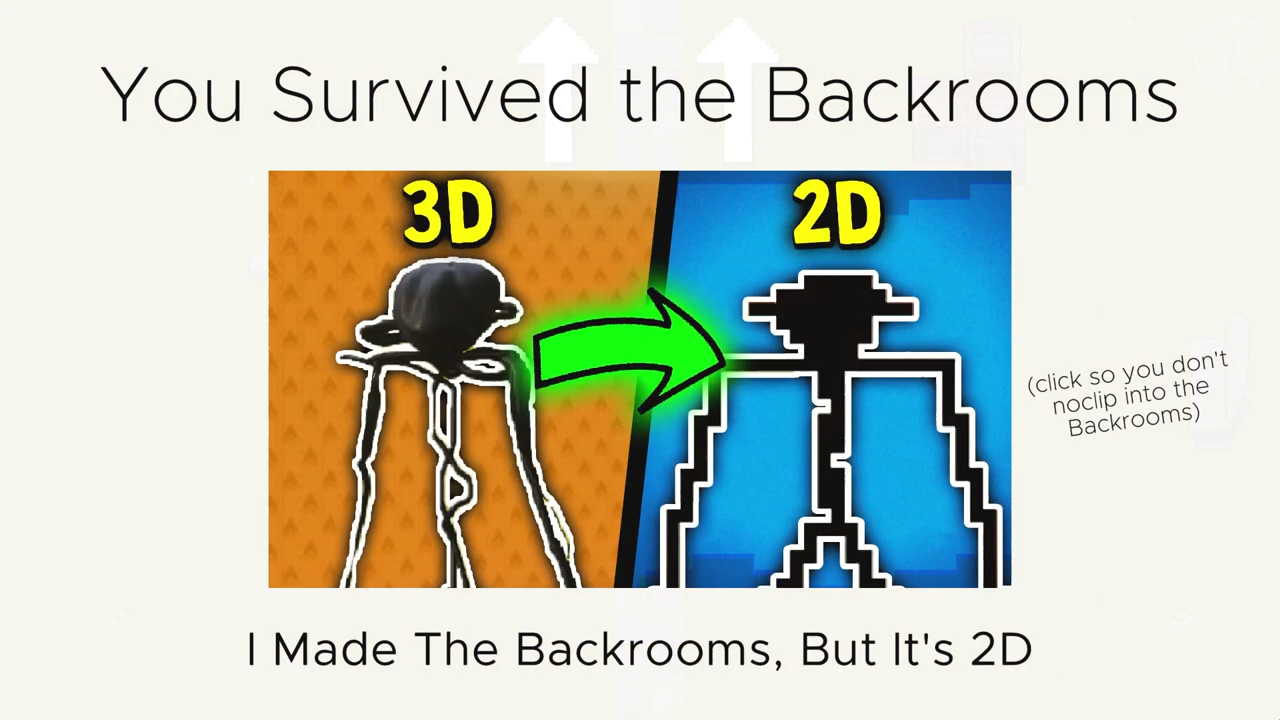 You Survived the Backrooms
3D
2D
(click so you don't
noclip into the
Backrooms)
I Made The Backrooms, But It's 2D